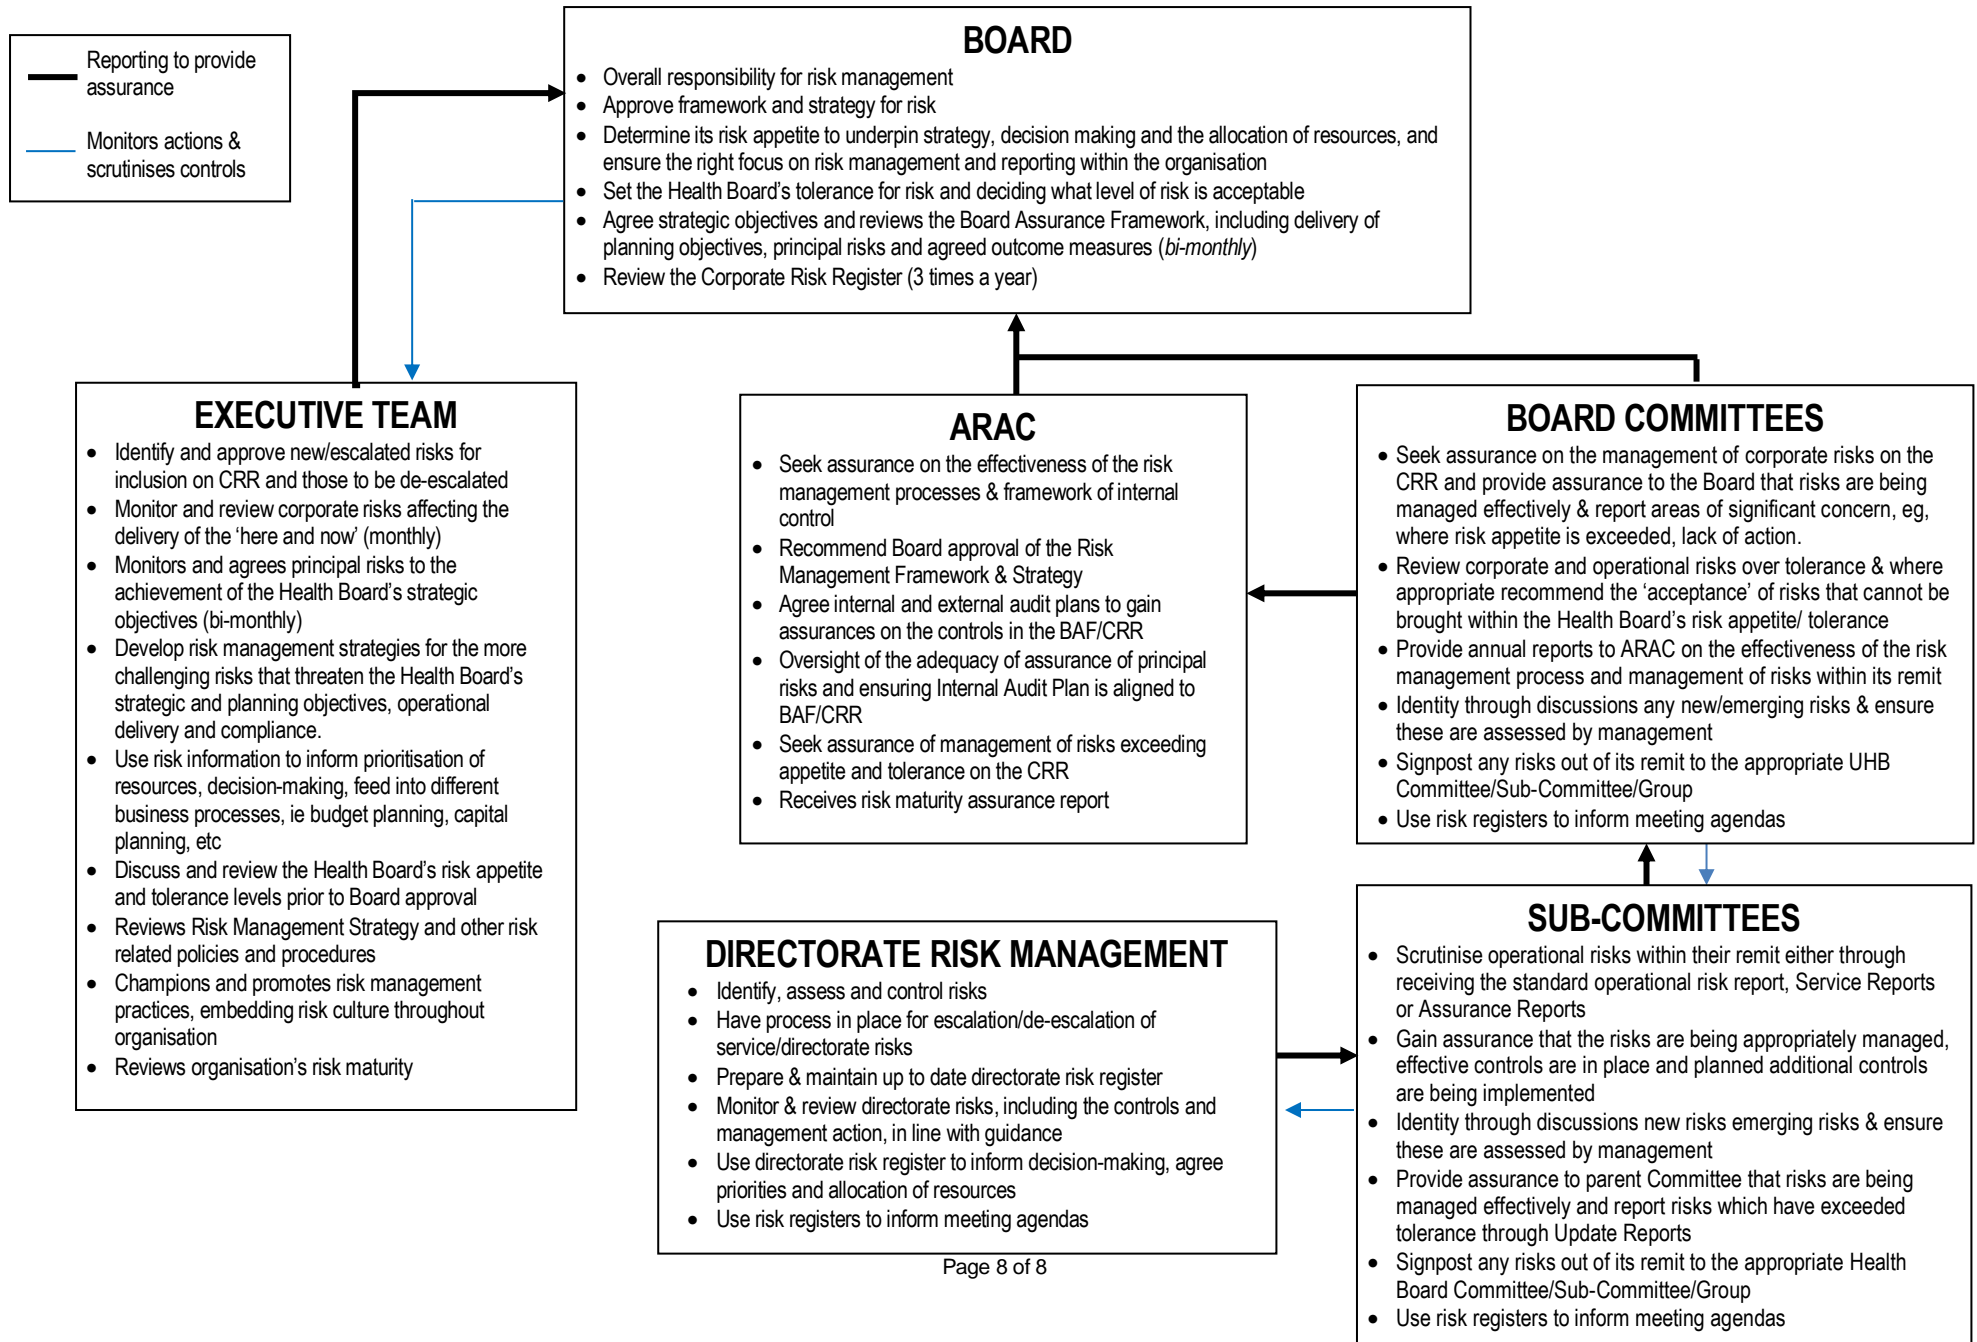 Reporting to provide
assurance
Monitors actions &
scrutinises controls
BOARD
• Overall responsibility for risk management
• Approve framework and strategy for risk
• Determine its risk appetite to underpin strategy, decision making and the allocation of resources, and
ensure the right focus on risk management and reporting within the organisation
• Set the Health Board’s tolerance for risk and deciding what level of risk is acceptable
• Agree strategic objectives and reviews the Board Assurance Framework, including delivery of
planning objectives, principal risks and agreed outcome measures (bi-monthly)
• Review the Corporate Risk Register (3 times a year)
EXECUTIVE TEAM
• Identify and approve new/escalated risks for
inclusion on CRR and those to be de-escalated
• Monitor and review corporate risks affecting the
delivery of the ‘here and now’ (monthly)
• Monitors and agrees principal risks to the
achievement of the Health Board’s strategic
objectives (bi-monthly)
• Develop risk management strategies for the more
challenging risks that threaten the Health Board’s
strategic and planning objectives, operational
delivery and compliance.
• Use risk information to inform prioritisation of
resources, decision-making, feed into different
business processes, ie budget planning, capital
planning, etc
• Discuss and review the Health Board’s risk appetite
and tolerance levels prior to Board approval
• Reviews Risk Management Strategy and other risk
related policies and procedures
• Champions and promotes risk management
practices, embedding risk culture throughout
organisation
• Reviews organisation’s risk maturity
ARAC
• Seek assurance on the effectiveness of the risk
management processes & framework of internal
control
• Recommend Board approval of the Risk
Management Framework & Strategy
• Agree internal and external audit plans to gain
assurances on the controls in the BAF/CRR
• Oversight of the adequacy of assurance of principal
risks and ensuring Internal Audit Plan is aligned to
BAF/CRR
• Seek assurance of management of risks exceeding
appetite and tolerance on the CRR
• Receives risk maturity assurance report
BOARD COMMITTEES
• Seek assurance on the management of corporate risks on the
CRR and provide assurance to the Board that risks are being
managed effectively & report areas of significant concern, eg,
where risk appetite is exceeded, lack of action.
• Review corporate and operational risks over tolerance & where
appropriate recommend the ‘acceptance’ of risks that cannot be
brought within the Health Board’s risk appetite/ tolerance
• Provide annual reports to ARAC on the effectiveness of the risk
management process and management of risks within its remit
• Identity through discussions any new/emerging risks & ensure
these are assessed by management
• Signpost any risks out of its remit to the appropriate UHB
Committee/Sub-Committee/Group
• Use risk registers to inform meeting agendas
DIRECTORATE RISK MANAGEMENT
• Identify, assess and control risks
• Have process in place for escalation/de-escalation of
service/directorate risks
• Prepare & maintain up to date directorate risk register
• Monitor & review directorate risks, including the controls and
management action, in line with guidance
• Use directorate risk register to inform decision-making, agree
priorities and allocation of resources
• Use risk registers to inform meeting agendas
SUB-COMMITTEES
• Scrutinise operational risks within their remit either through
receiving the standard operational risk report, Service Reports
or Assurance Reports
• Gain assurance that the risks are being appropriately managed,
effective controls are in place and planned additional controls
are being implemented
• Identity through discussions new risks emerging risks & ensure
these are assessed by management
• Provide assurance to parent Committee that risks are being
managed effectively and report risks which have exceeded
tolerance through Update Reports
• Signpost any risks out of its remit to the appropriate Health
Board Committee/Sub-Committee/Group
• Use risk registers to inform meeting agendas
Page 8 of 8